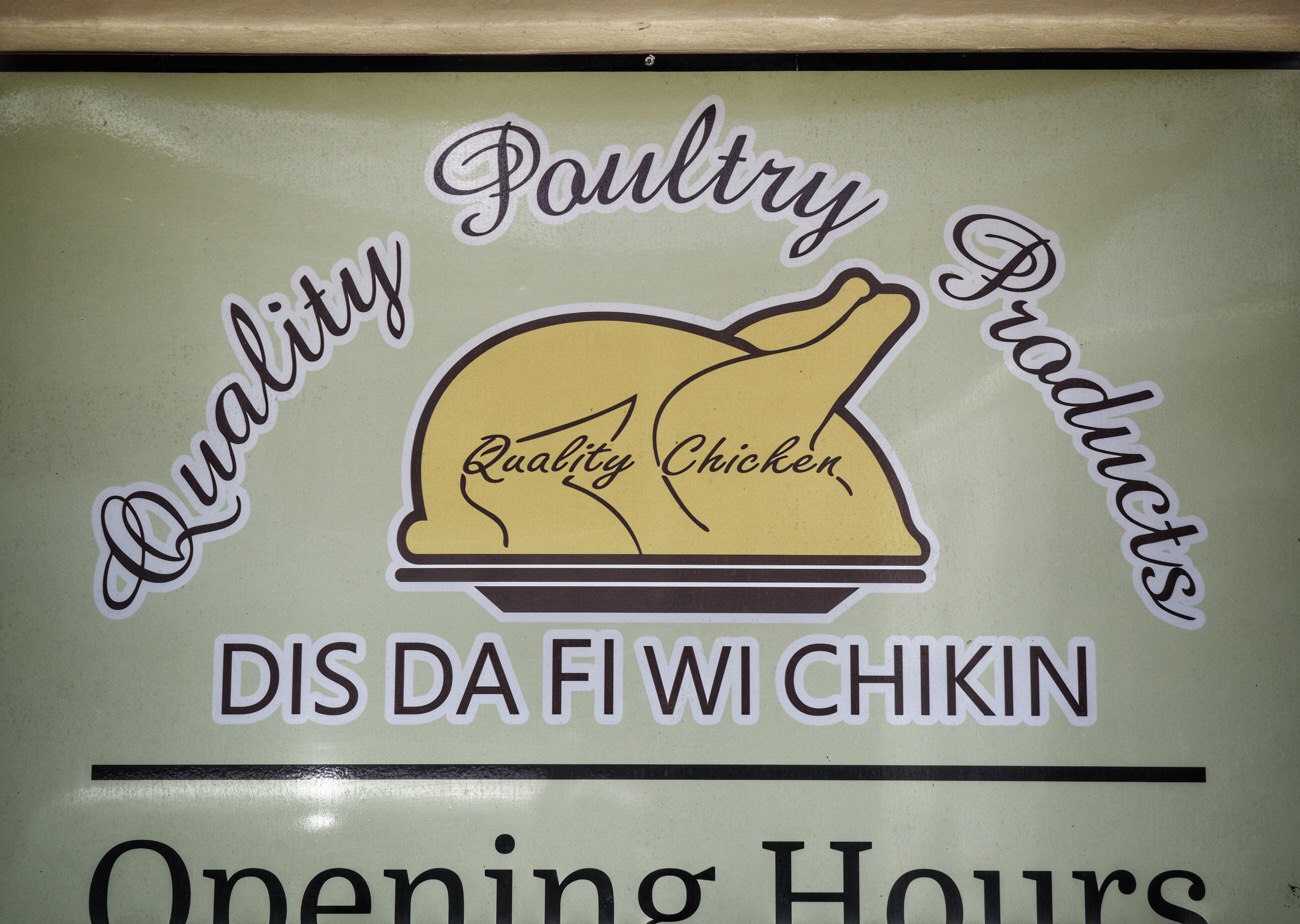 Quality Poultry Products
Quality Chicken
DIS DA FI WI CHIKIN
Opening Hours